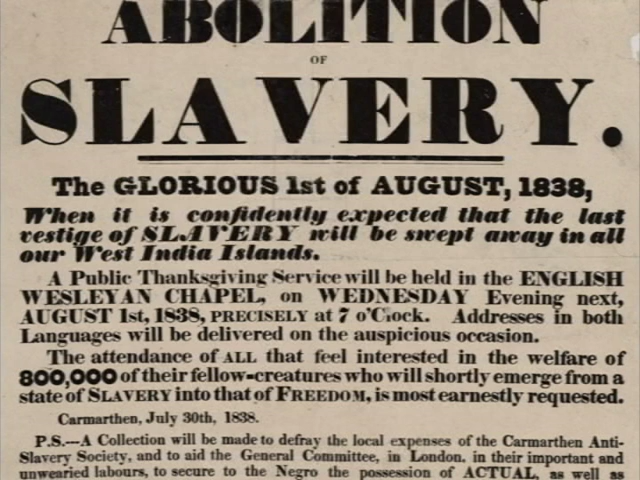 ABOLITION
OF
SLAVERY.
The GLORIOUS 1st of AUGUST, 1838,
When it is confidently expected that the last
vestige of SLAVERY will be swept away in all
our West India Islands.
A Public Thanksgiving Service will be held in the ENGLISH
WESLEYAN CHAPEL, on WEDNESDAY Evening next,
AUGUST 1st, 1838, PRECISELY at 7 o'Clock. Addresses in both
Languages will be delivered on the auspicious occasion.
The attendance of ALL that feel interested in the welfare of
800,000 of their fellow-creatures who will shortly emerge from a
state of SLAVERY into that of FREEDOM, is most earnestly requested.
Carmarthen, July 30th, 1838.
P.S.—A Collection will be made to defray the local expenses of the Carmarthen Anti-
Slavery Society, and to aid the General Committee, in London, in their important and
unwearied labours, to secure to the Negro the possession of ACTUAL, as well as